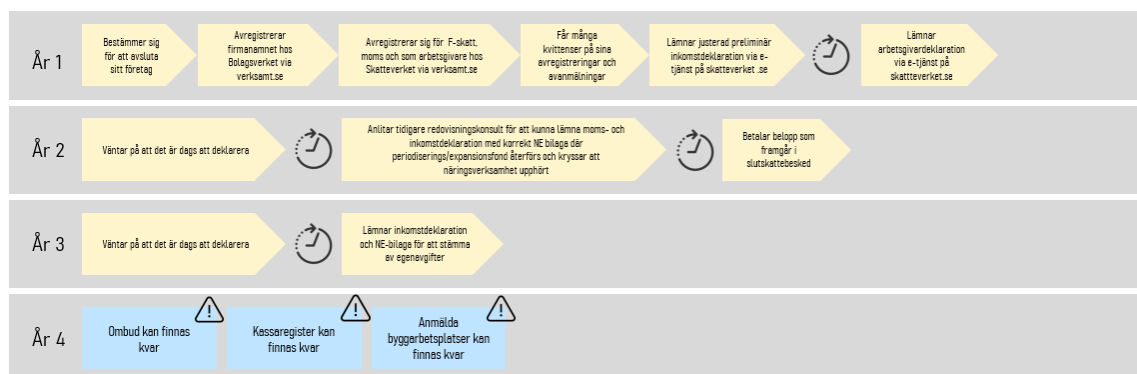 År 1
Bestämmer sig
för att avsluta
sitt företag
Avregistrerar
firmanamnet hos
Bolagsverket via
verksamt.se
Avregistrerar sig för F-skatt,
moms och som arbetsgivare hos
Skatteverket via verksamt.se
Får många
kvittenser på sina
avregistreringar och
avanmälningar
Lämnar justerad preliminär
inkomstdeklaration via e-
tjänst på skatteverket .se
Lämnar
arbetsgivardeklaration
via e-tjänst på
skattteverket.se
År 2
Väntar på att det är dags att deklarera
Anlitar tidigare redovisningskonsult för att kunna lämna moms- och
inkomstdeklaration med korrekt NE bilaga där
periodiserings/expansionsfond återförs och kryssar att
näringsverksamhet upphört
Betalar belopp som
framgår i
slutskattebesked
År 3
Väntar på att det är dags att deklarera
Lämnar inkomstdeklaration
och NE-bilaga för att stämma
av egenavgifter
År 4
Ombud kan finnas
kvar
Kassaregister kan
finnas kvar
Anmälda
byggarbetsplatser kan
finnas kvar